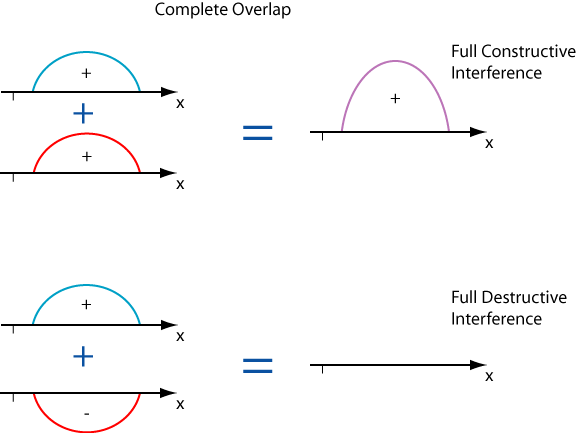 Complete Overlap
+
x
+
+
x
=
+
x
Full Constructive
Interference
+
x
+
-
x
=
x
Full Destructive
Interference